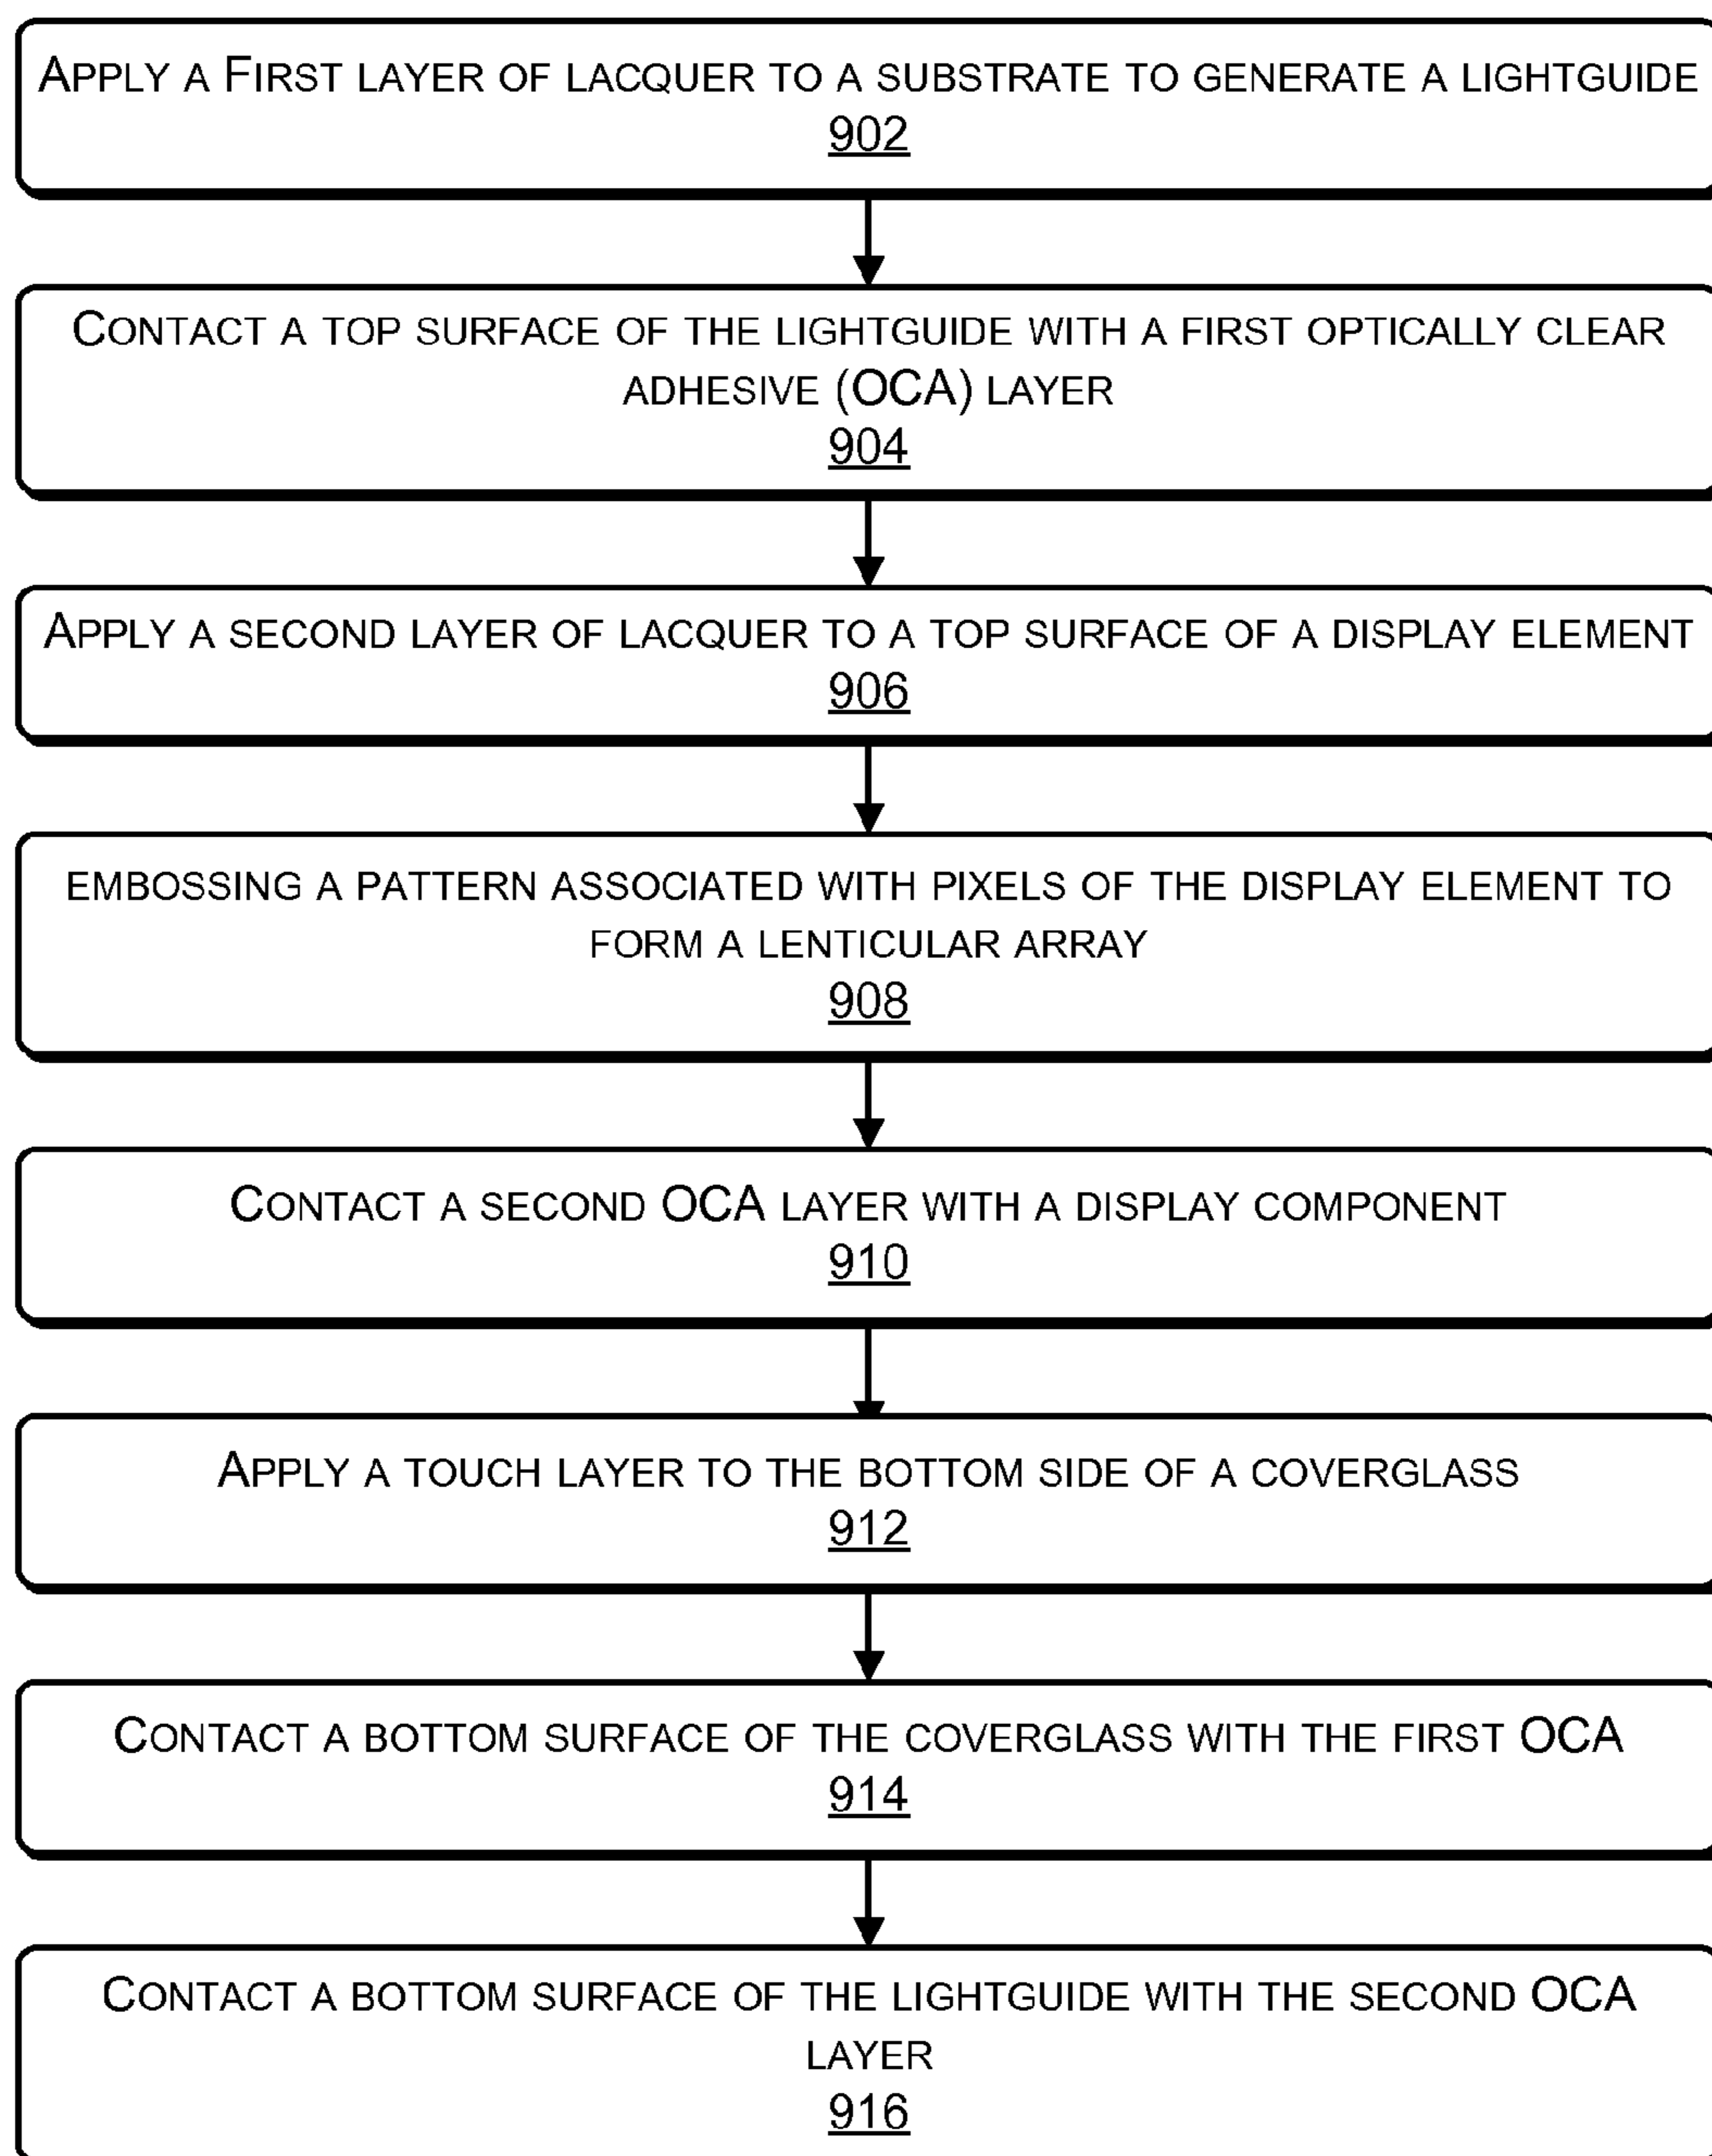 APPLY A FIRST LAYER OF LACQUER TO A SUBSTRATE TO GENERATE A LIGHTGUIDE
902
CONTACT A TOP SURFACE OF THE LIGHTGUIDE WITH A FIRST OPTICALLY CLEAR
ADHESIVE (OCA) LAYER
904
APPLY A SECOND LAYER OF LACQUER TO A TOP SURFACE OF A DISPLAY ELEMENT
906
EMBOSSING A PATTERN ASSOCIATED WITH PIXELS OF THE DISPLAY ELEMENT TO
FORM A LENTICULAR ARRAY
908
CONTACT A SECOND OCA LAYER WITH A DISPLAY COMPONENT
910
APPLY A TOUCH LAYER TO THE BOTTOM SIDE OF A COVERGLASS
912
CONTACT A BOTTOM SURFACE OF THE COVERGLASS WITH THE FIRST OCA
914
CONTACT A BOTTOM SURFACE OF THE LIGHTGUIDE WITH THE SECOND OCA
LAYER
916